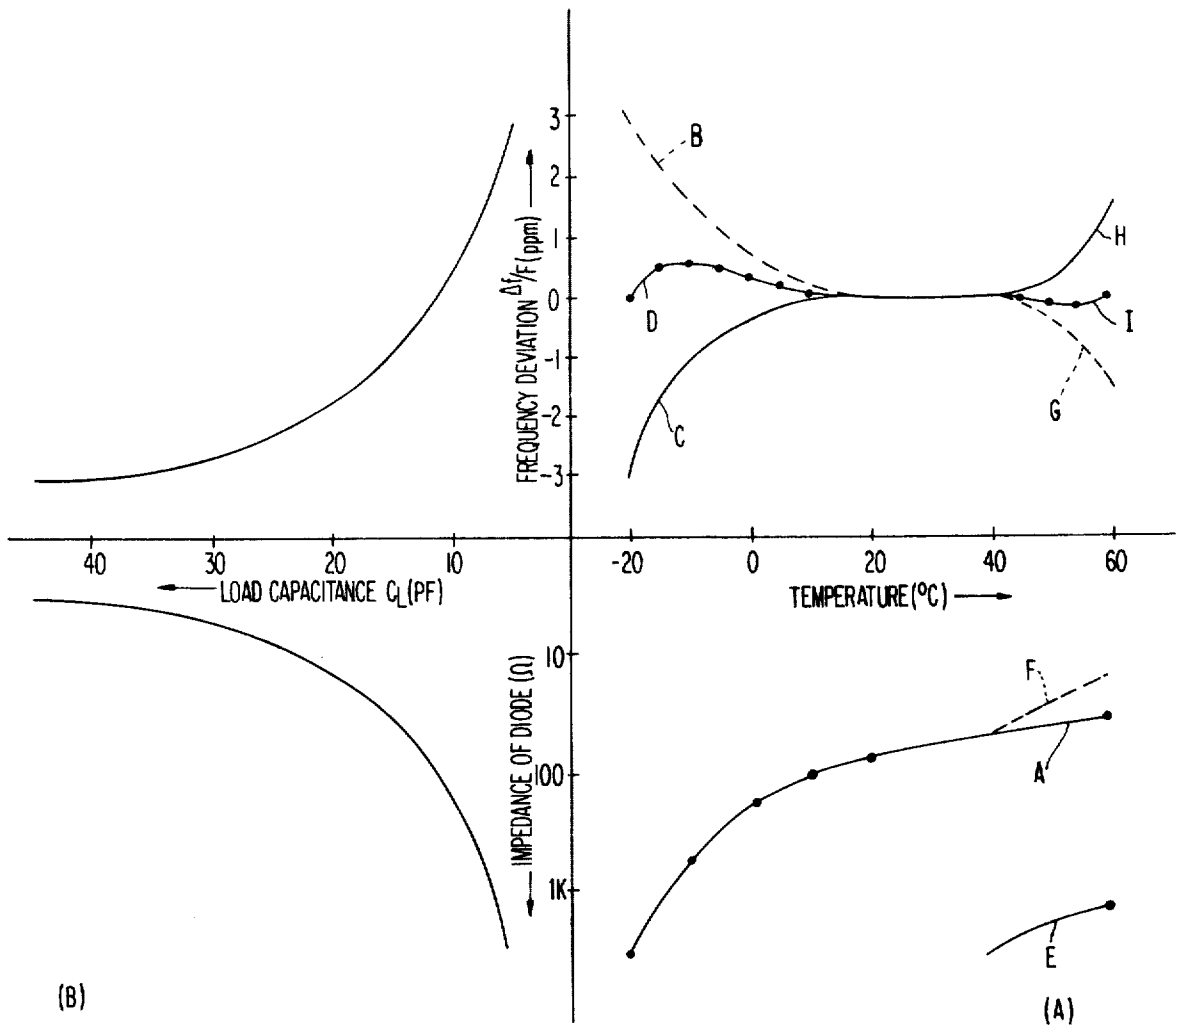 3
2
1
0
-1
-2
-3
FREQUENCY DEVIATION Δf/F (ppm)
B
D
C
H
I
G
40
30
20
10
LOAD CAPACITANCE CL (PF)
-20
0
20
40
60
TEMPERATURE (°C)
10
100
1K
IMPEDANCE OF DIODE (Ω)
F
A
E
(B)
(A)